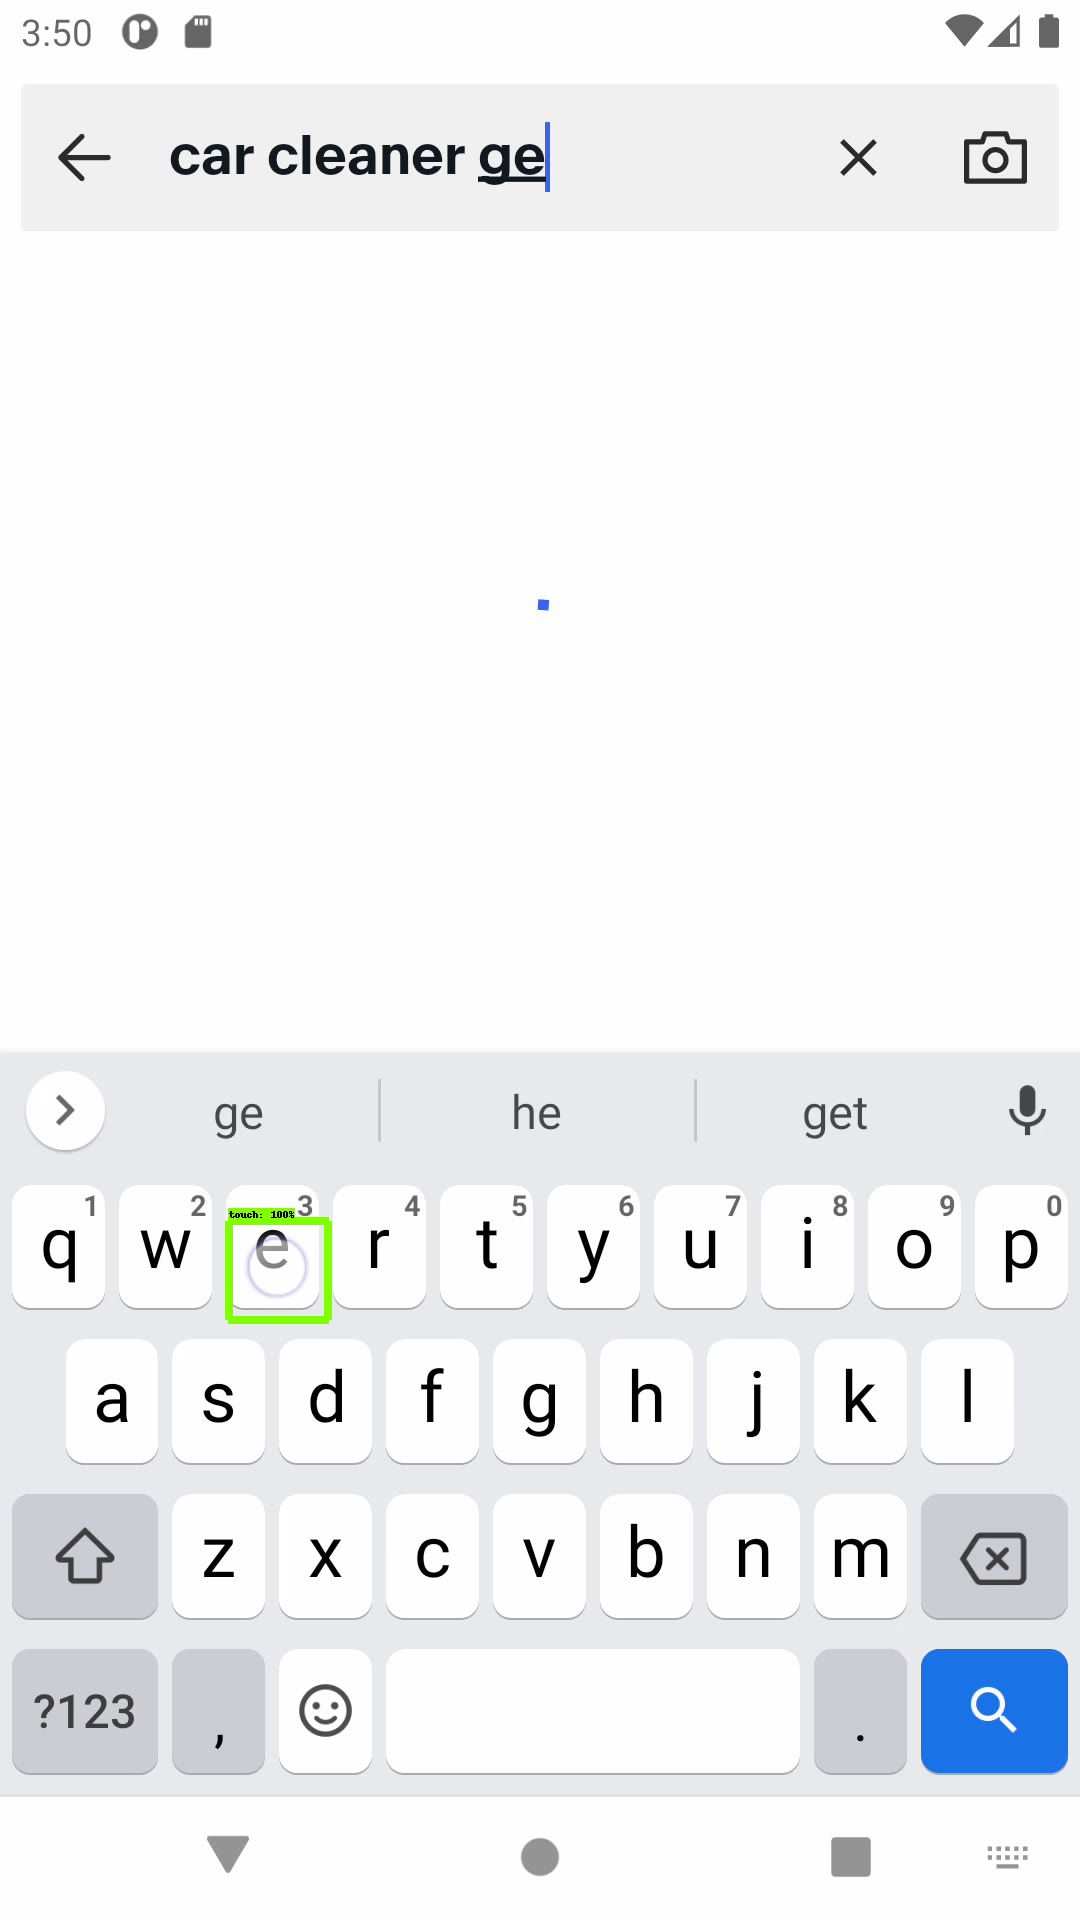 3:50
car cleaner ge
ge he get
1 2 3 4 5 6 7 8 9 0
touch: 100%
q w e r t y u i o p
a s d f g h j k l
z x c v b n m
?123 , .